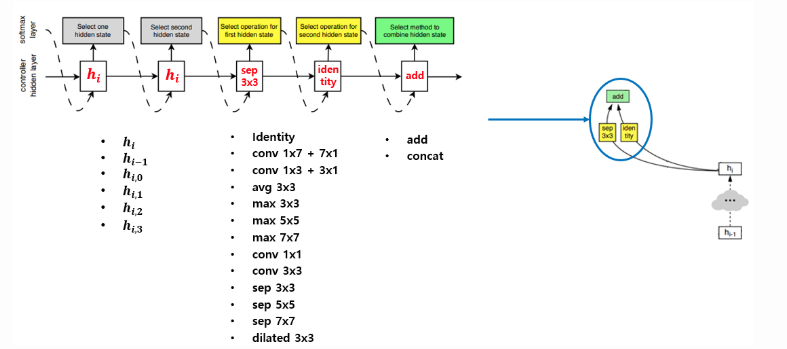 softmax
layer
controller
hidden layer
Select one
hidden state
Select second
hidden state
Select operation for
first hidden state
Select operation for
second hidden state
Select method to
combine hidden state
hᵢ
hᵢ
sep
3x3
iden
tity
add
• hᵢ
• hᵢ₋₁
• hᵢ,₀
• hᵢ,₁
• hᵢ,₂
• hᵢ,₃
• Identity
• conv 1x7 + 7x1
• conv 1x3 + 3x1
• avg 3x3
• max 3x3
• max 5x5
• max 7x7
• conv 1x1
• conv 3x3
• sep 3x3
• sep 5x5
• sep 7x7
• dilated 3x3
• add
• concat
add
sep
3x3
iden
tity
hᵢ
...
hᵢ₋₁